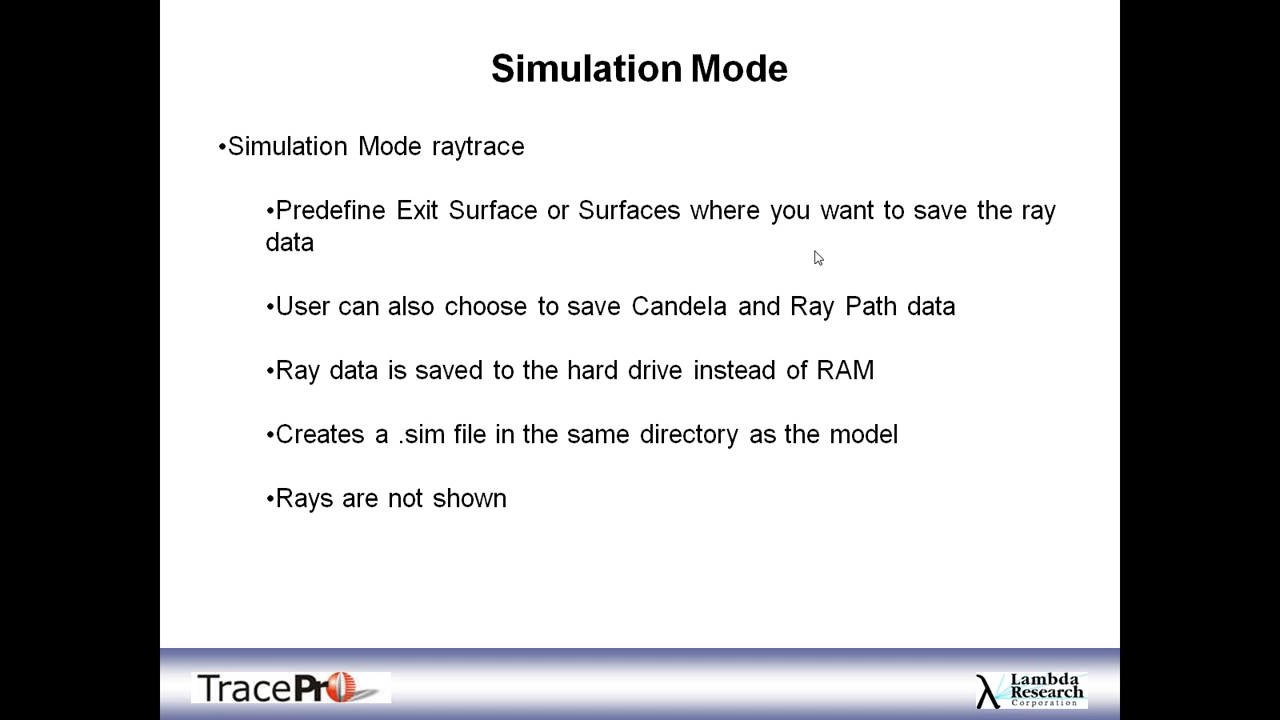 Simulation Mode
•Simulation Mode raytrace
•Predefine Exit Surface or Surfaces where you want to save the ray
data
•User can also choose to save Candela and Ray Path data
•Ray data is saved to the hard drive instead of RAM
•Creates a .sim file in the same directory as the model
•Rays are not shown
TracePro
λ Lambda
Research
Corporation